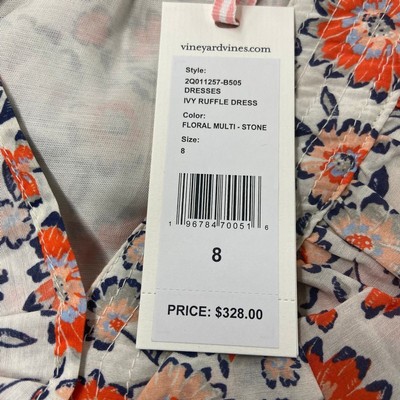 vineyardvines.com
Style:
2Q011257-B505
DRESSES
IVY RUFFLE DRESS
Color:
FLORAL MULTI - STONE
Size:
8
1 96784 70051 6
8
PRICE: $328.00